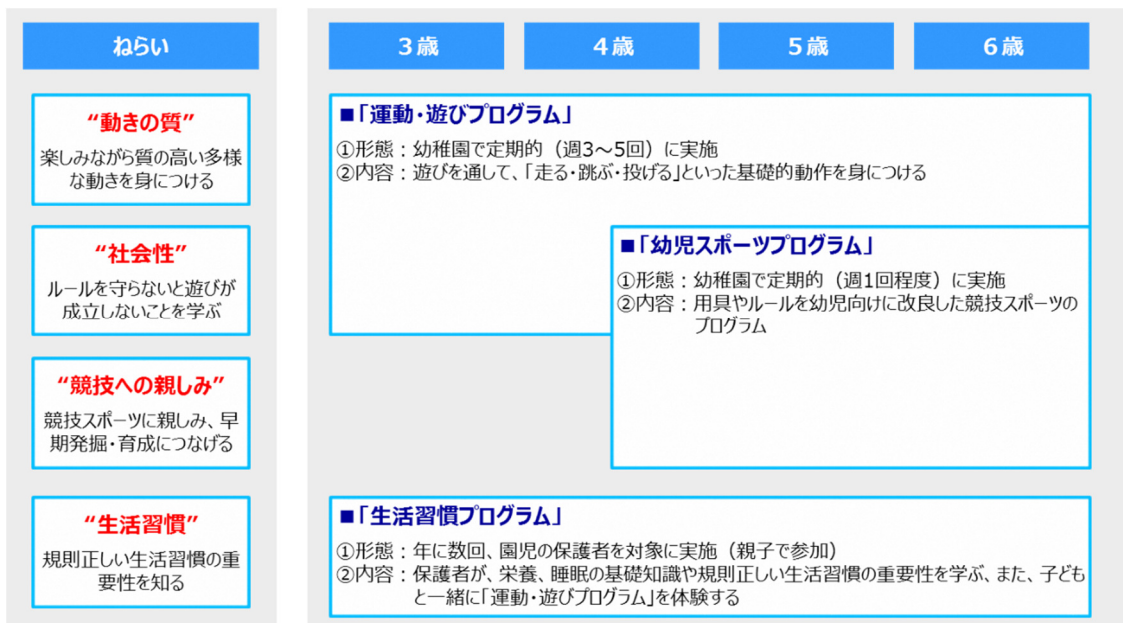 ねらい
3歳
4歳
5歳
6歳
“動きの質”
楽しみながら質の高い多様
な動きを身につける
“社会性”
ルールを守らないと遊びが
成立しないことを学ぶ
“競技への親しみ”
競技スポーツに親しみ、早
期発掘・育成につなげる
“生活習慣”
規則正しい生活習慣の重
要性を知る
■「運動・遊びプログラム」
①形態：幼稚園で定期的（週3～5回）に実施
②内容：遊びを通して、「走る・跳ぶ・投げる」といった基礎的動作を身につける
■「幼児スポーツプログラム」
①形態：幼稚園で定期的（週1回程度）に実施
②内容：用具やルールを幼児向けに改良した競技スポーツの
プログラム
■「生活習慣プログラム」
①形態：年に数回、園児の保護者を対象に実施（親子で参加）
②内容：保護者が、栄養、睡眠の基礎知識や規則正しい生活習慣の重要性を学ぶ、また、子ども
と一緒に「運動・遊びプログラム」を体験する